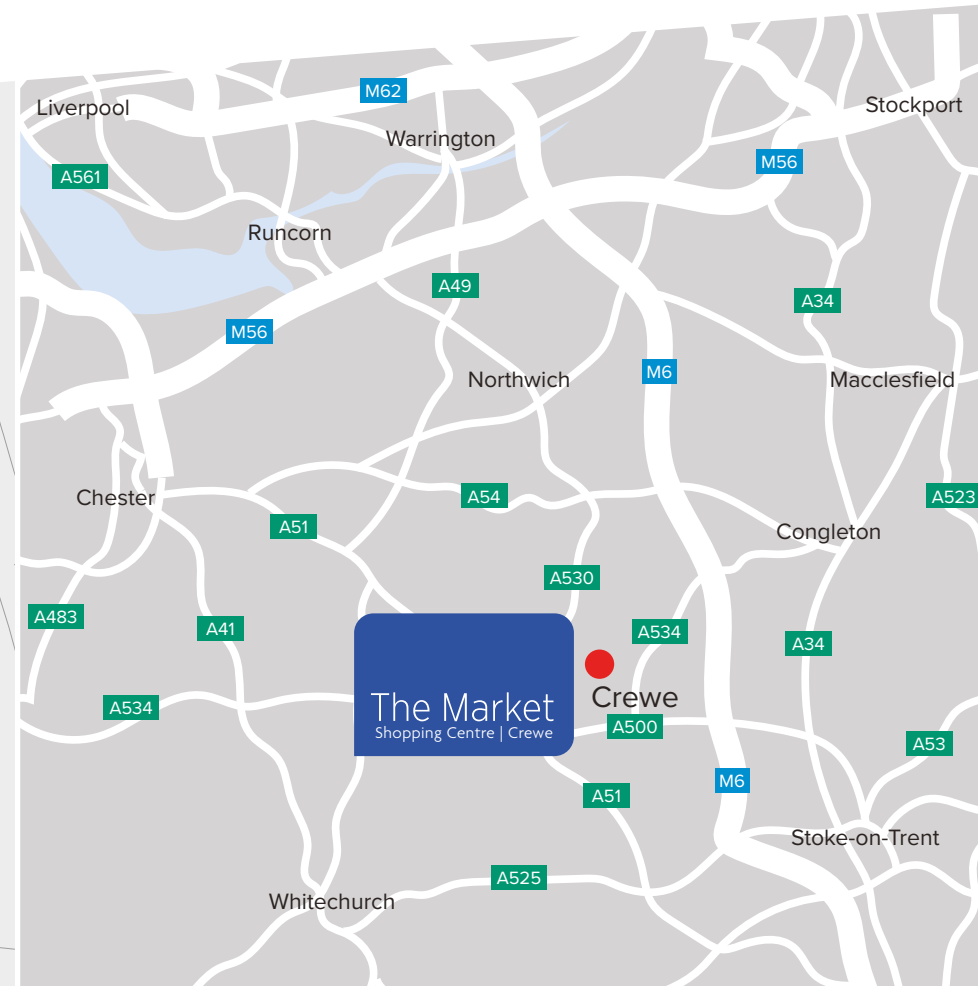 M62
Liverpool
Stockport
Warrington
M56
A561
Runcorn
A49
A34
M56
Northwich
M6
Macclesfield
Chester
A54
A523
A51
Congleton
A530
A483
A41
A534
A34
Crewe
The Market
Shopping Centre | Crewe
A534
A500
A53
M6
A51
Stoke-on-Trent
A525
Whitechurch